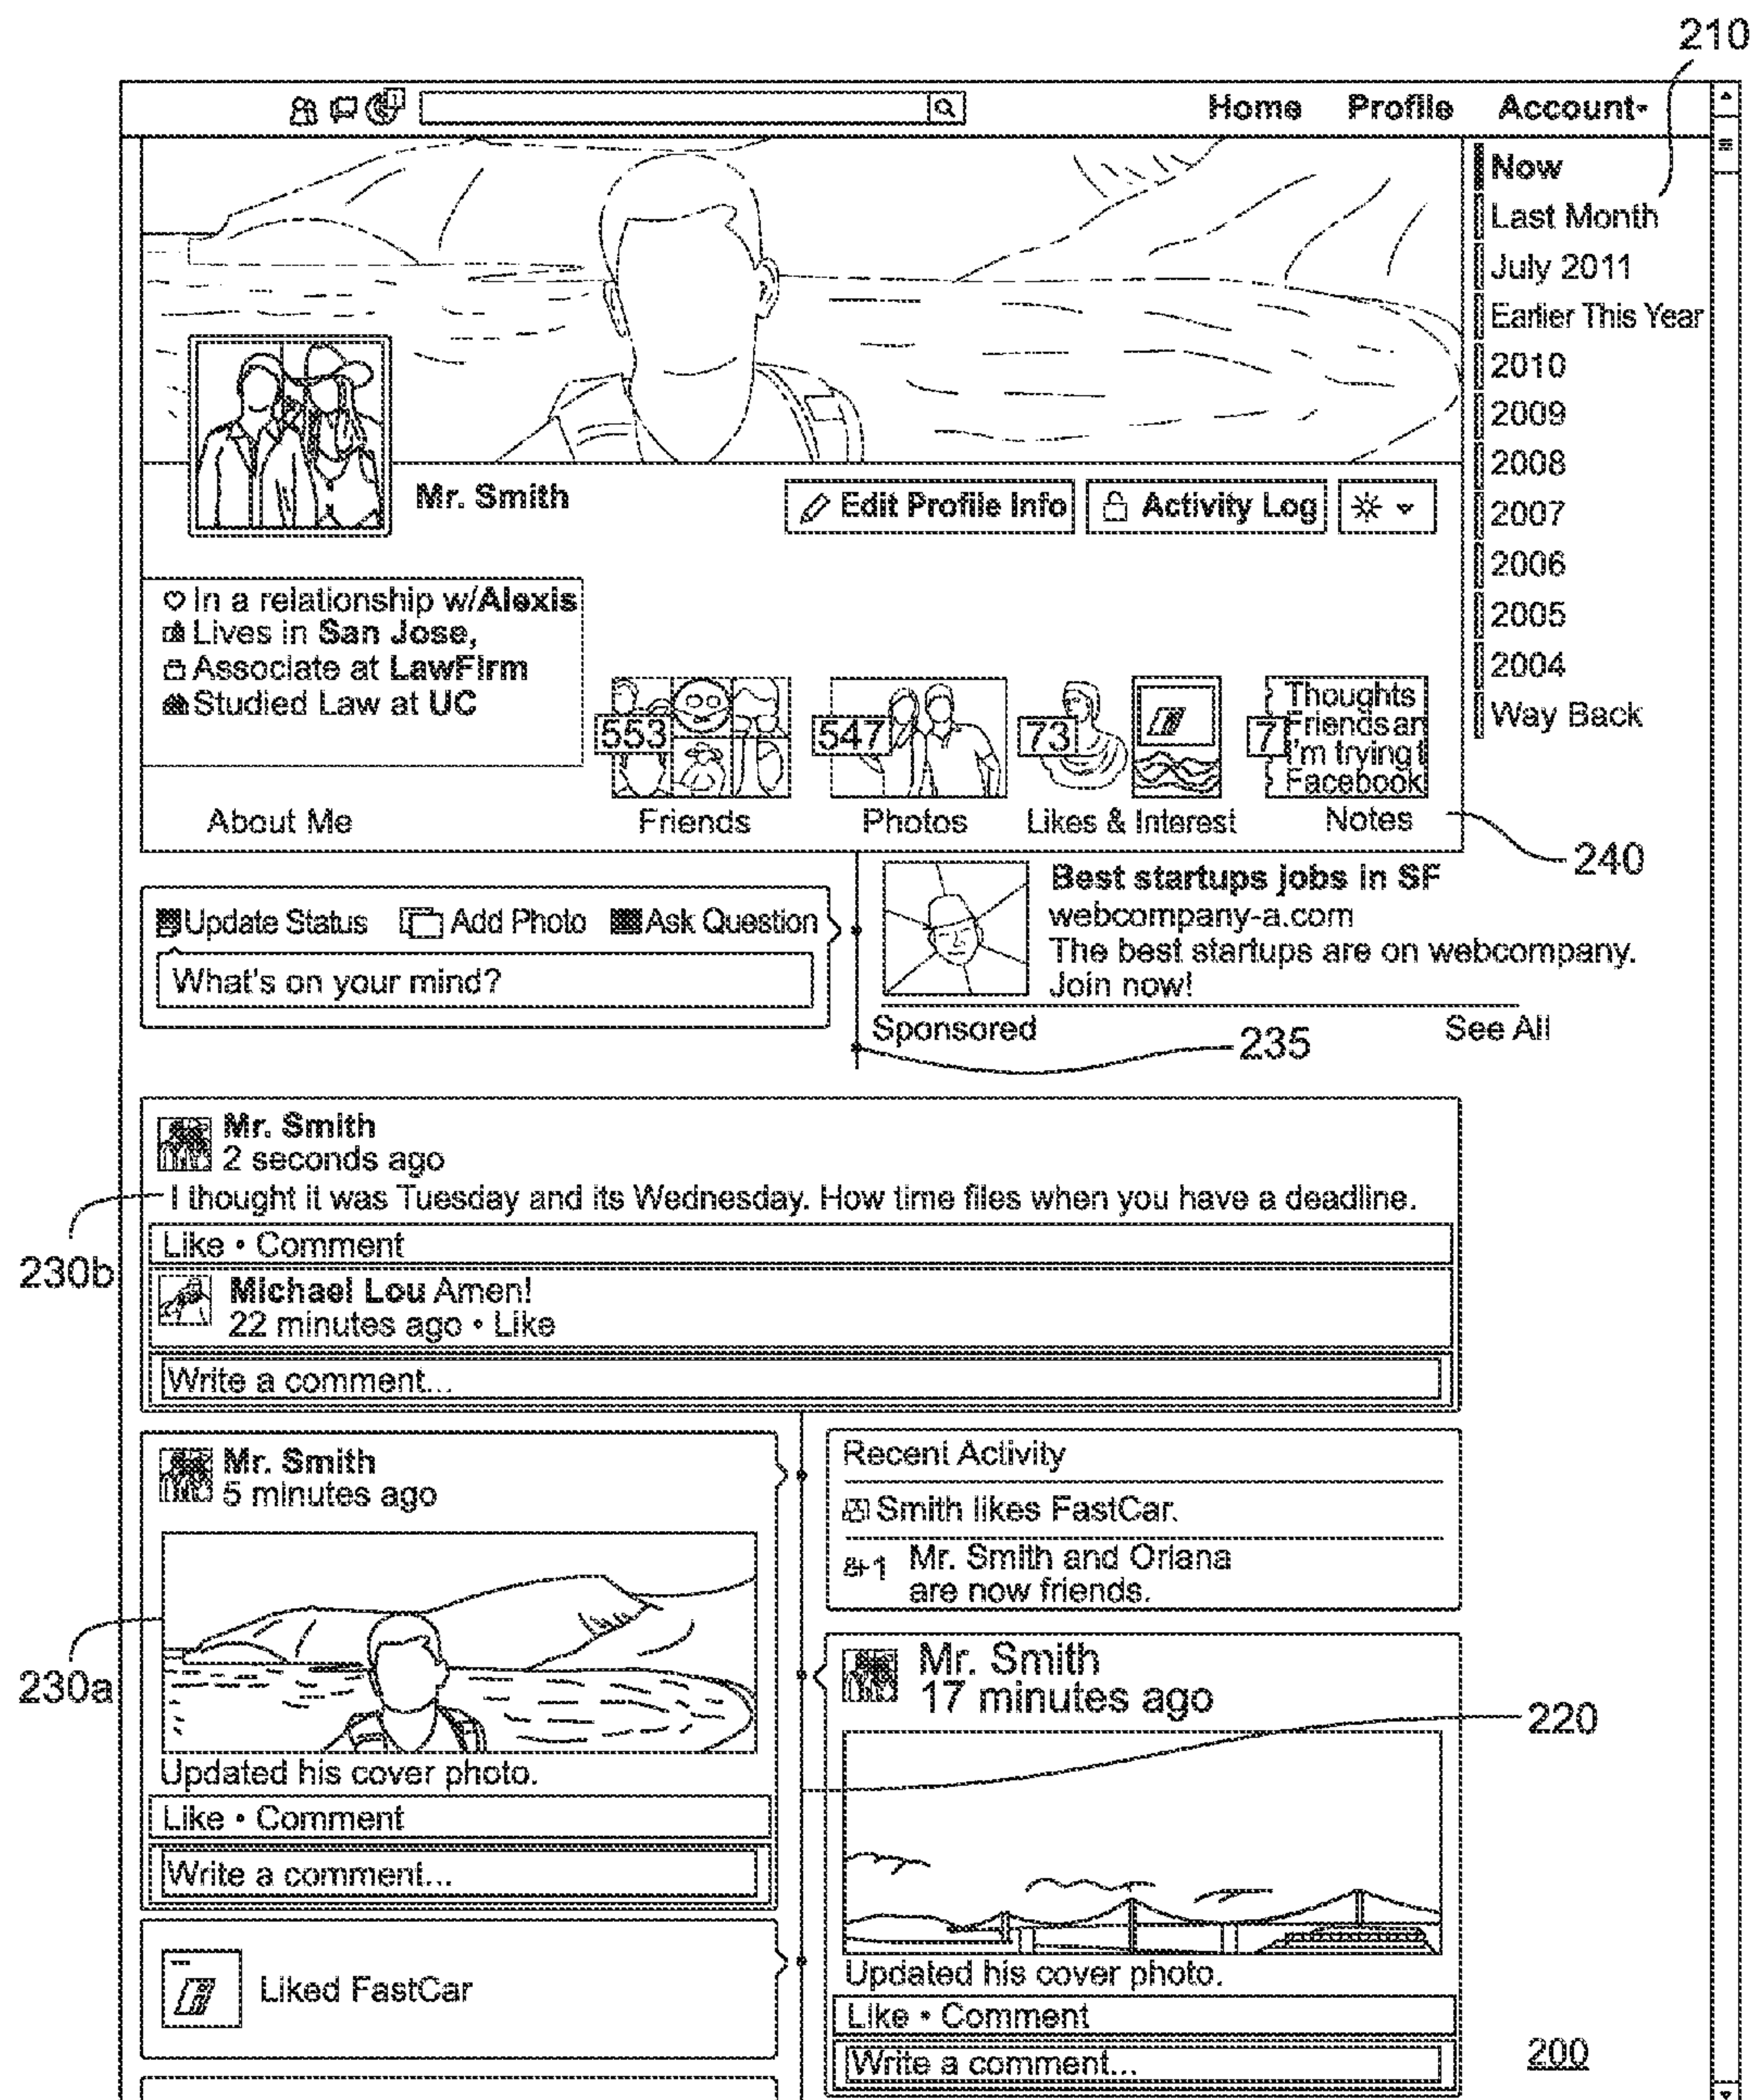 210
1
Home Profile Account
Now
Last Month
July 2011
Earlier This Year
2010
2009
2008
2007
2006
2005
2004
Way Back
Mr. Smith
Edit Profile Info
Activity Log
In a relationship w/Alexis
Lives in San Jose,
Associate at LawFirm
Studied Law at UC
About Me
553
Friends
547
Photos
73
Likes & Interest
7
Thoughts
Friends an
I'm trying t
Facebook
Notes
240
Update Status Add Photo Ask Question
What's on your mind?
Best startups jobs in SF
webcompany-a.com
The best startups are on webcompany.
Join now!
Sponsored See All
235
Mr. Smith
2 seconds ago
I thought it was Tuesday and its Wednesday. How time files when you have a deadline.
230b
Like • Comment
Michael Lou Amen!
22 minutes ago • Like
Write a comment...
Mr. Smith
5 minutes ago
230a
Updated his cover photo.
Like • Comment
Write a comment...
Liked FastCar
Recent Activity
Smith likes FastCar.
&+1 Mr. Smith and Oriana
are now friends.
Mr. Smith
17 minutes ago
220
Updated his cover photo.
Like • Comment
Write a comment...
200